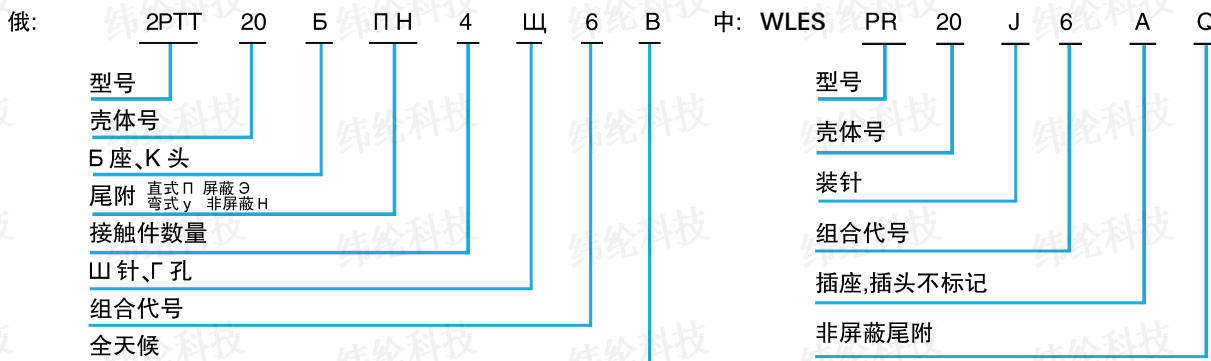 俄: 2РТТ 20 Б П Н 4 Щ 6 В
型号
壳体号
Б 座、К 头
尾附 直式 П 屏蔽 Э
弯式 у 非屏蔽 Н
接触件数量
Ш 针、Г 孔
组合代号
全天候
中: WLES PR 20 J 6 A Q
型号
壳体号
装针
组合代号
插座,插头不标记
非屏蔽尾附
纬纶科技